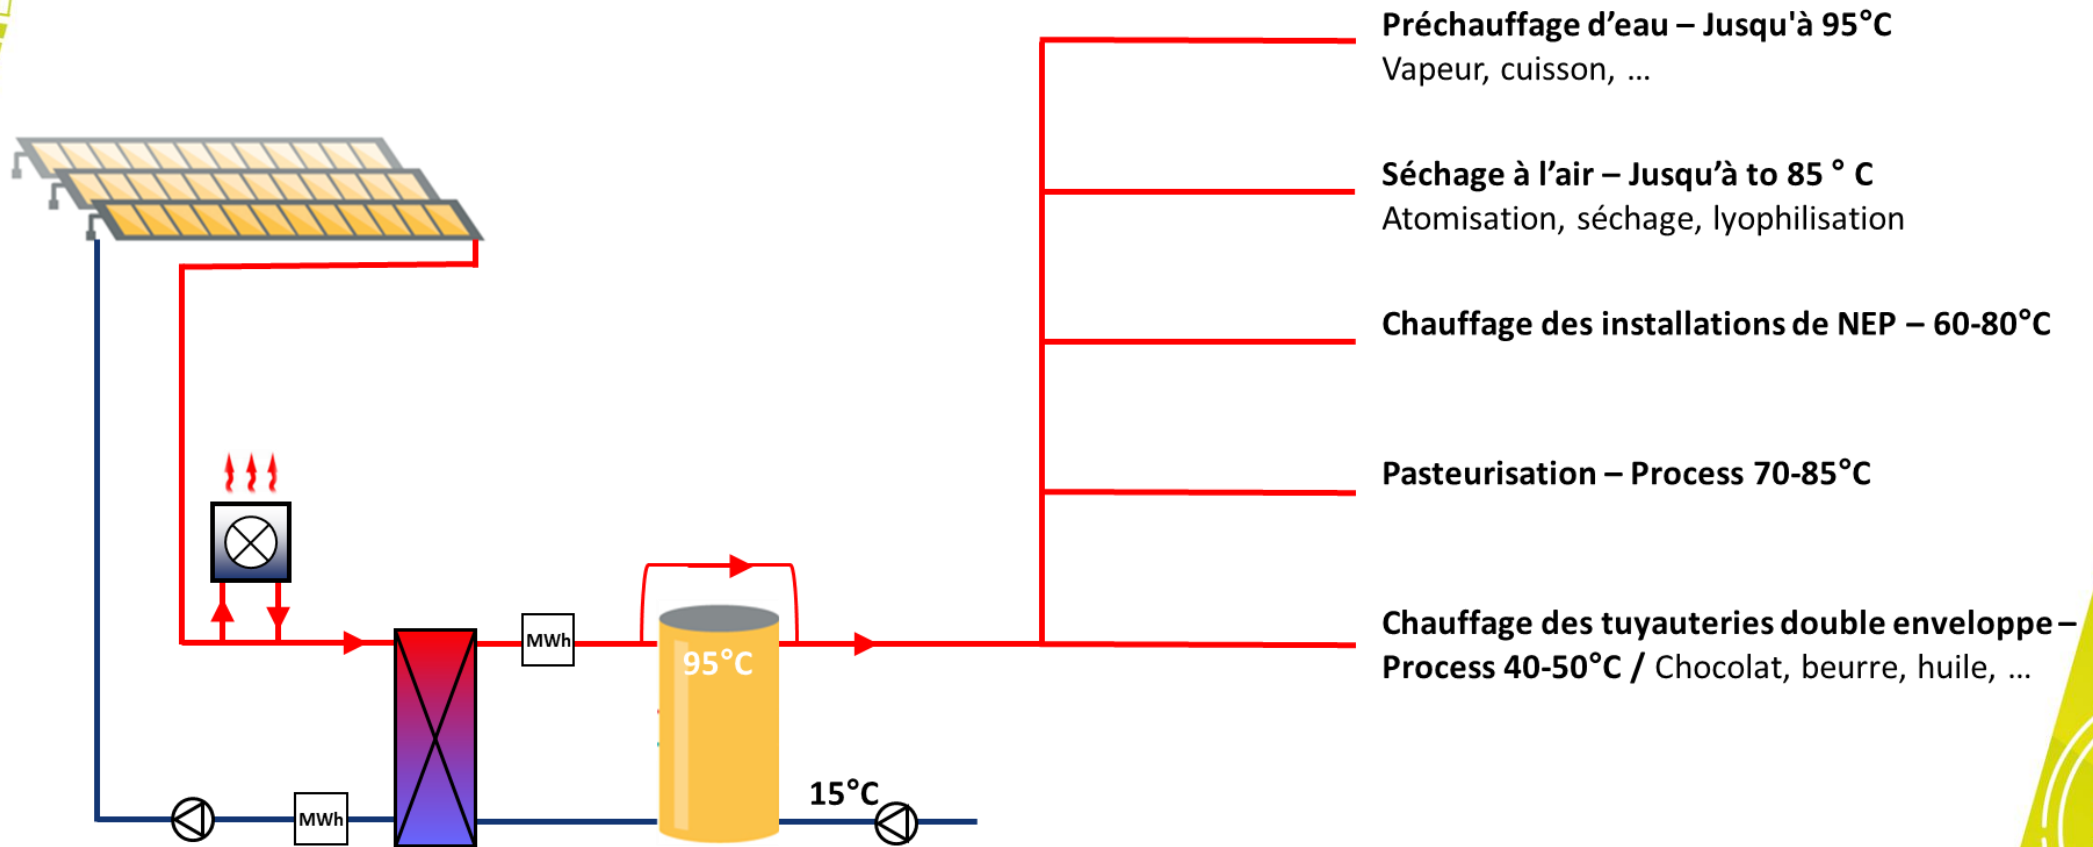 Préchauffage d’eau – Jusqu'à 95°C
Vapeur, cuisson, ...
Séchage à l’air – Jusqu’à to 85 ° C
Atomisation, séchage, lyophilisation
Chauffage des installations de NEP – 60-80°C
Pasteurisation – Process 70-85°C
Chauffage des tuyauteries double enveloppe –
Process 40-50°C / Chocolat, beurre, huile, ...
MWh
95°C
15°C
MWh